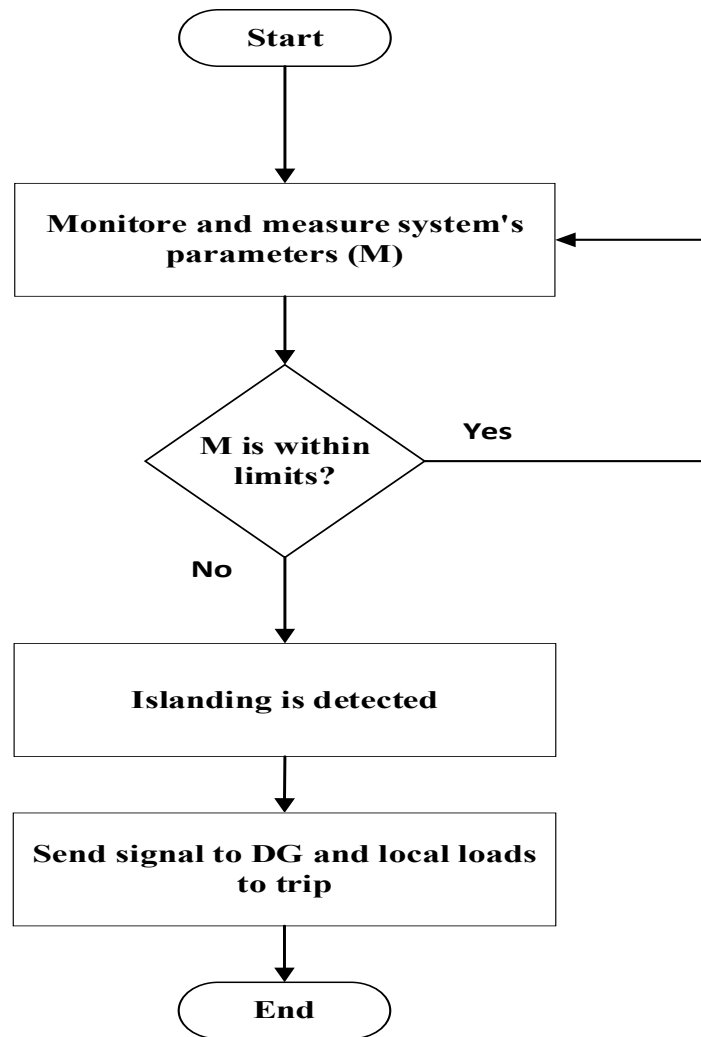 Start
Monitore and measure system's
parameters (M)
M is within
limits?
Yes
No
Islanding is detected
Send signal to DG and local loads
to trip
End